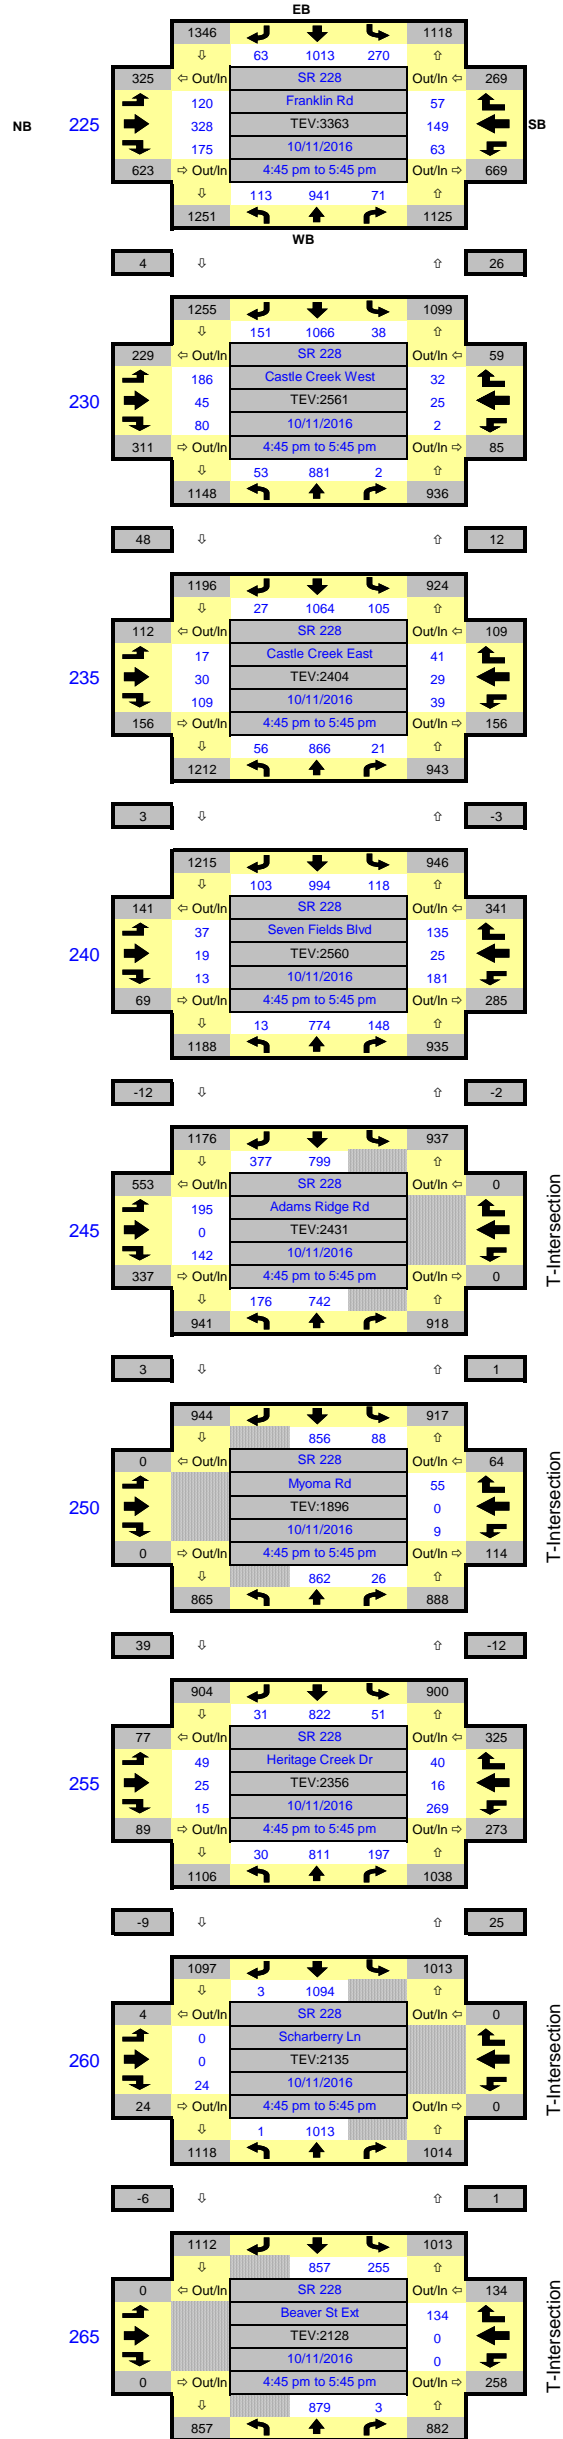 EB
1346 1118
63 1013 270
325 Out/In SR 228 Out/In 269
120 Franklin Rd 57
NB 225 328 TEV:3363 149 SB
175 10/11/2016 63
623 Out/In 4:45 pm to 5:45 pm Out/In 669
113 941 71
1251 1125
WB
4 26
1255 1099
151 1066 38
229 Out/In SR 228 Out/In 59
186 Castle Creek West 32
230 45 TEV:2561 25
80 10/11/2016 2
311 Out/In 4:45 pm to 5:45 pm Out/In 85
53 881 2
1148 936
48 12
1196 924
27 1064 105
112 Out/In SR 228 Out/In 109
17 Castle Creek East 41
235 30 TEV:2404 29
109 10/11/2016 39
156 Out/In 4:45 pm to 5:45 pm Out/In 156
56 866 21
1212 943
3 -3
1215 946
103 994 118
141 Out/In SR 228 Out/In 341
37 Seven Fields Blvd 135
240 19 TEV:2560 25
13 10/11/2016 181
69 Out/In 4:45 pm to 5:45 pm Out/In 285
13 774 148
1188 935
-12 -2
1176 937
377 799
553 Out/In SR 228 Out/In 0
195 Adams Ridge Rd
245 0 TEV:2431 T-Intersection
142 10/11/2016
337 Out/In 4:45 pm to 5:45 pm Out/In 0
176 742
941 918
3 1
944 917
856 88
0 Out/In SR 228 Out/In 64
Myoma Rd 55
250 TEV:1896 0 T-Intersection
10/11/2016 9
0 Out/In 4:45 pm to 5:45 pm Out/In 114
862 26
865 888
39 -12
904 900
31 822 51
77 Out/In SR 228 Out/In 325
49 Heritage Creek Dr 40
255 25 TEV:2356 16
15 10/11/2016 269
89 Out/In 4:45 pm to 5:45 pm Out/In 273
30 811 197
1106 1038
-9 25
1097 1013
3 1094
4 Out/In SR 228 Out/In 0
0 Scharberry Ln
260 0 TEV:2135 T-Intersection
24 10/11/2016
24 Out/In 4:45 pm to 5:45 pm Out/In 0
1 1013
1118 1014
-6 1
1112 1013
857 255
0 Out/In SR 228 Out/In 134
Beaver St Ext 134
265 TEV:2128 0 T-Intersection
10/11/2016 0
0 Out/In 4:45 pm to 5:45 pm Out/In 258
879 3
857 882